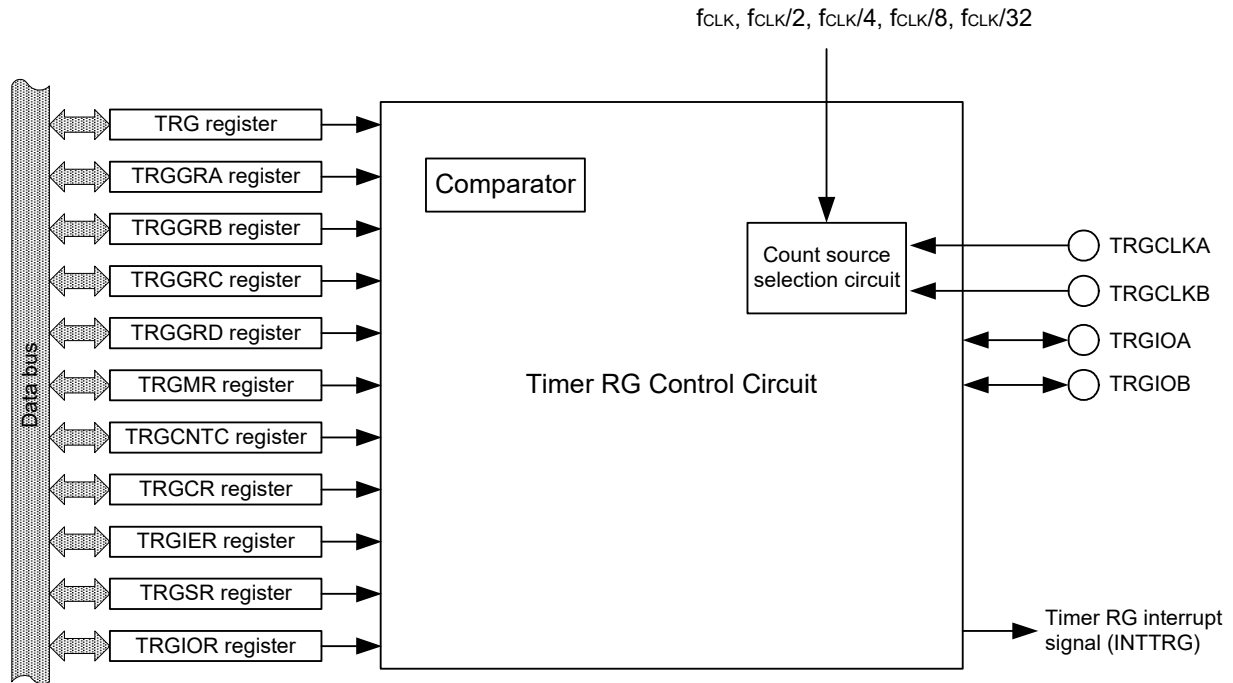 fCLK, fCLK/2, fCLK/4, fCLK/8, fCLK/32
Data bus
TRG register
TRGGRA register
TRGGRB register
TRGGRC register
TRGGRD register
TRGMR register
TRGCNTC register
TRGCR register
TRGIER register
TRGSR register
TRGIOR register
Comparator
Count source
selection circuit
Timer RG Control Circuit
TRGCLKA
TRGCLKB
TRGIOA
TRGIOB
Timer RG interrupt
signal (INTTRG)